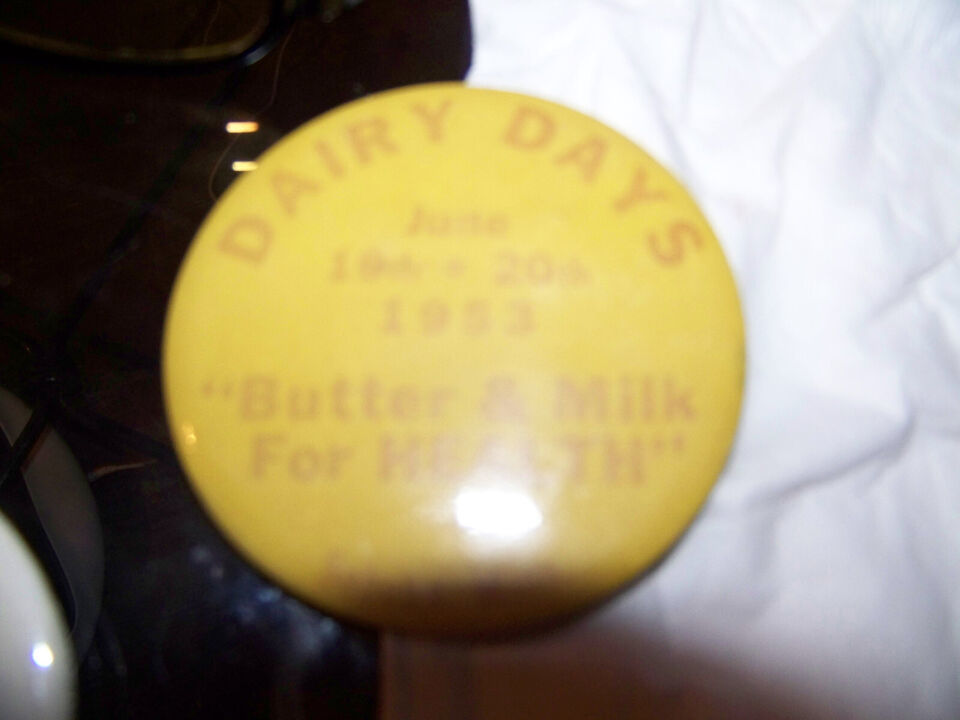 DAIRY DAYS
June
19th - 20th
1953
"Butter & Milk
For HEALTH"